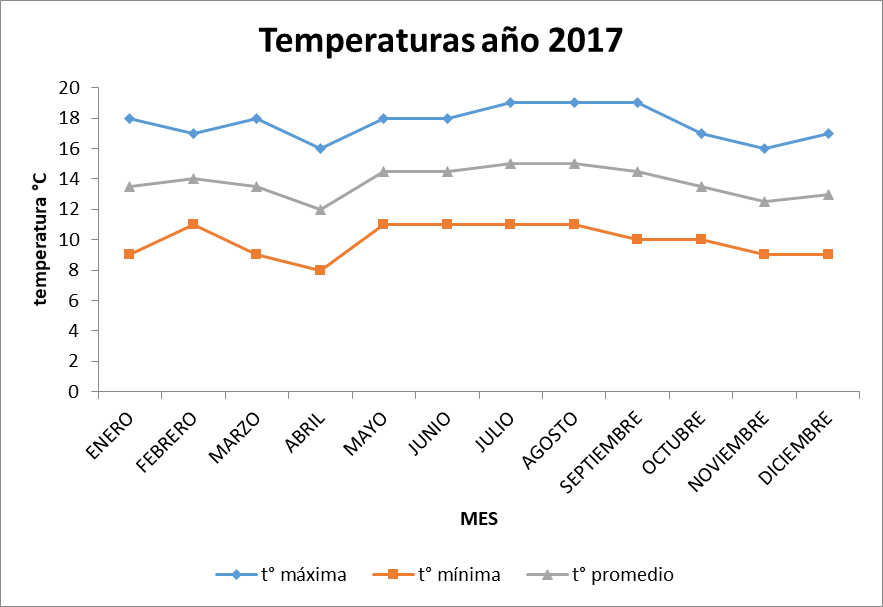 Temperaturas año 2017
temperatura °C
20
18
16
14
12
10
8
6
4
2
0
ENERO
FEBRERO
MARZO
ABRIL
MAYO
JUNIO
JULIO
AGOSTO
SEPTIEMBRE
OCTUBRE
NOVIEMBRE
DICIEMBRE
MES
t° máxima t° mínima t° promedio